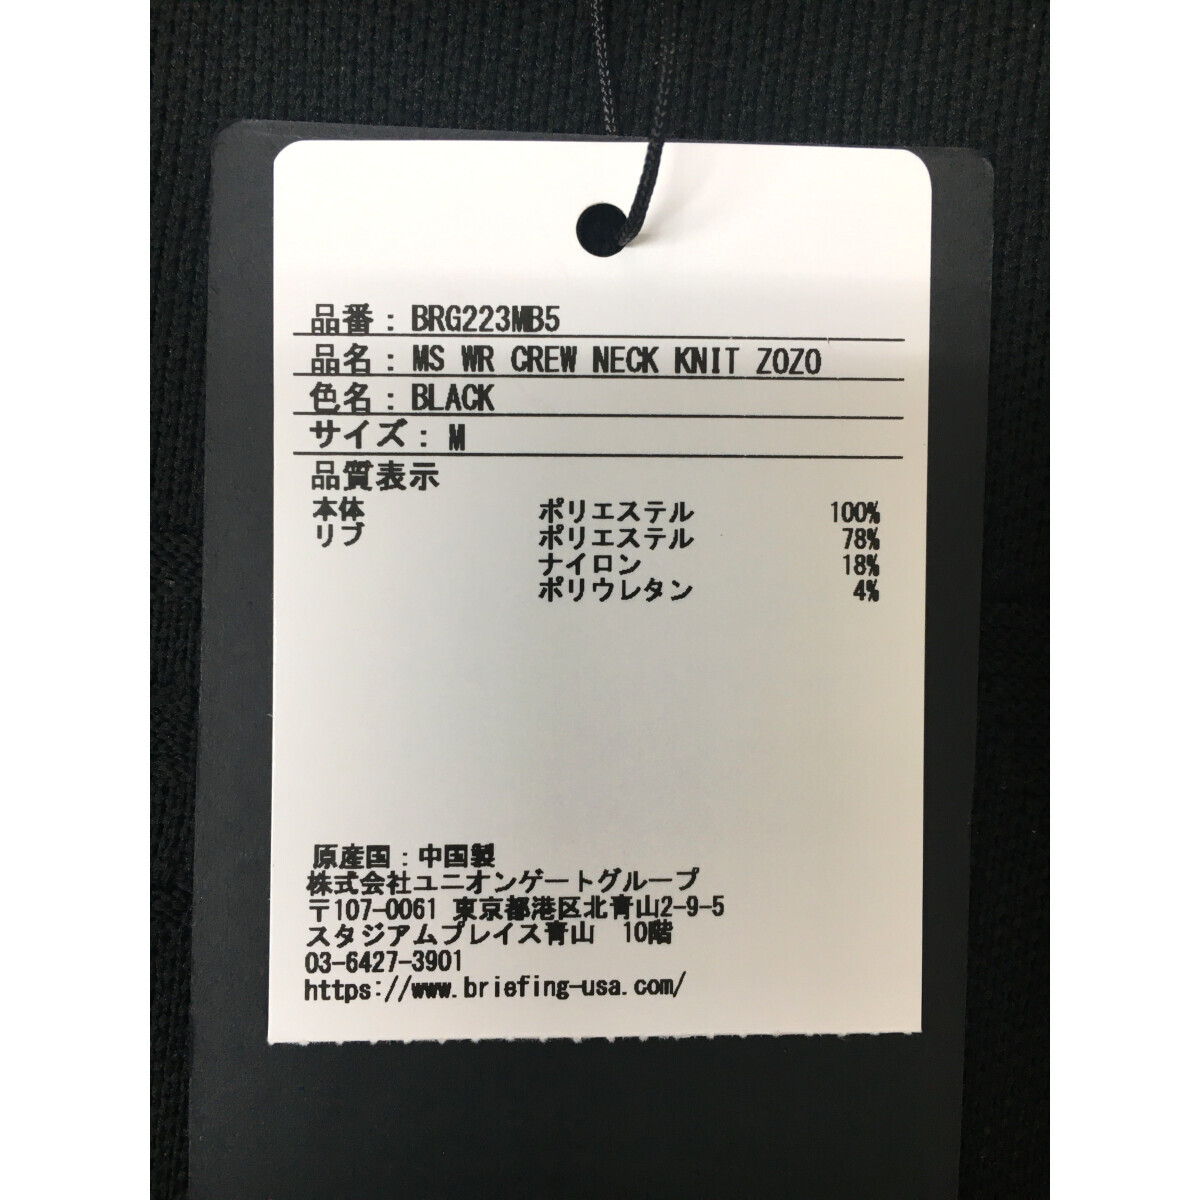 品番：BRG223MB5
品名：MS WR CREW NECK KNIT ZOZO
色名：BLACK
サイズ：M
品質表示
本体 ポリエステル 100%
リブ ポリエステル 78%
ナイロン 18%
ポリウレタン 4%
原産国：中国製
株式会社ユニオンゲートグループ
〒107-0061 東京都港区北青山2-9-5
スタジアムプレイス青山　10階
03-6427-3901
https://www.briefing-usa.com/